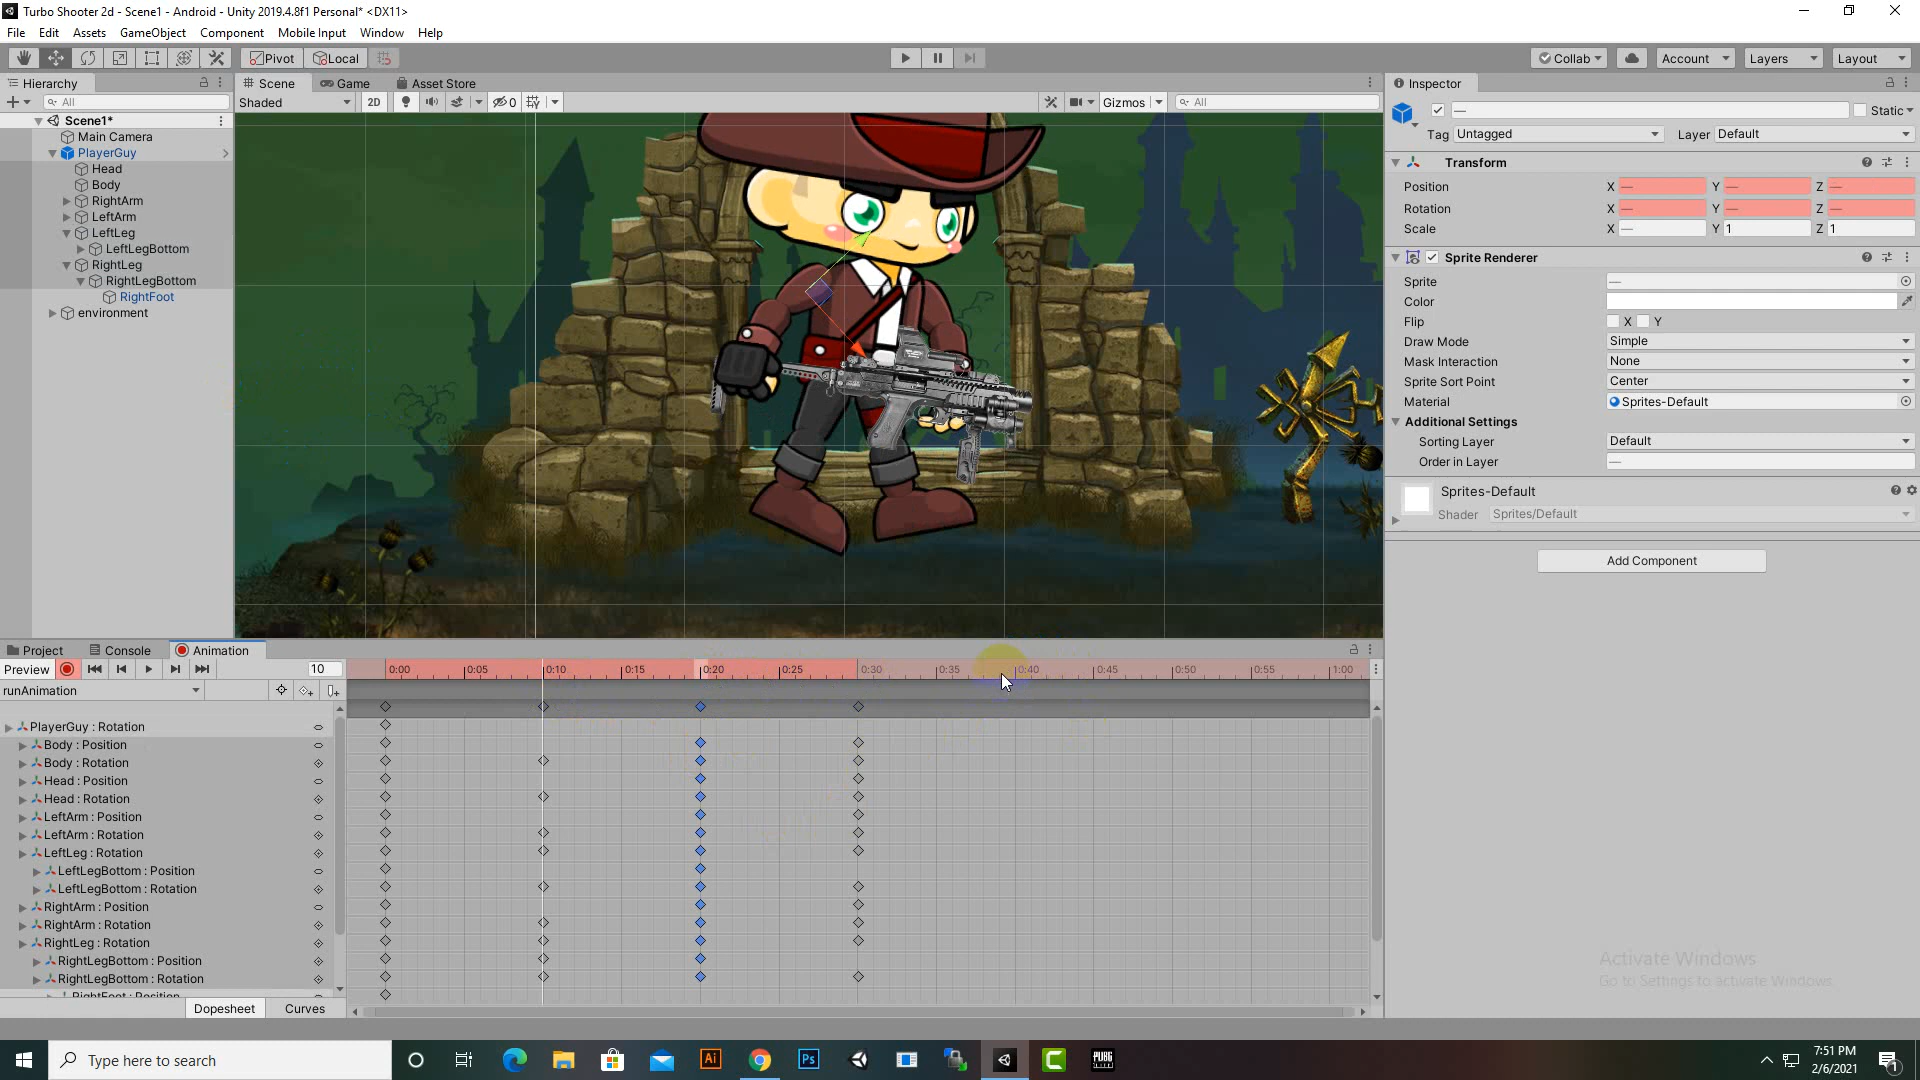 Turbo Shooter 2d - Scene1 - Android - Unity 2019.4.8f1 Personal* <DX11>
File Edit Assets GameObject Component Mobile Input Window Help
Pivot Local Collab Account Layers Layout
Hierarchy Scene Game Asset Store Inspector
All Shaded 2D 0 Gizmos All Static
Scene1*
Main Camera
PlayerGuy
Head
Body
RightArm
LeftArm
LeftLeg
LeftLegBottom
RightLeg
RightLegBottom
RightFoot
environment
Tag Untagged Layer Default
Transform
Position X — Y — Z —
Rotation X — Y — Z —
Scale X — Y 1 Z 1
Sprite Renderer
Sprite —
Color
Flip X Y
Draw Mode Simple
Mask Interaction None
Sprite Sort Point Center
Material Sprites-Default
Additional Settings
Sorting Layer Default
Order in Layer —
Sprites-Default
Shader Sprites/Default
Add Component
Project Console Animation
Preview 10 0:00 0:05 0:10 0:15 0:20 0:25 0:30 0:35 0:40 0:45 0:50 0:55 1:00
runAnimation
PlayerGuy : Rotation
Body : Position
Body : Rotation
Head : Position
Head : Rotation
LeftArm : Position
LeftArm : Rotation
LeftLeg : Rotation
LeftLegBottom : Position
LeftLegBottom : Rotation
RightArm : Position
RightArm : Rotation
RightLeg : Rotation
RightLegBottom : Position
RightLegBottom : Rotation
RightFoot : Position
Dopesheet Curves
Activate Windows
Go to Settings to activate Windows.
Type here to search
Ai
Ps
PUBG
7:51 PM
2/6/2021
1